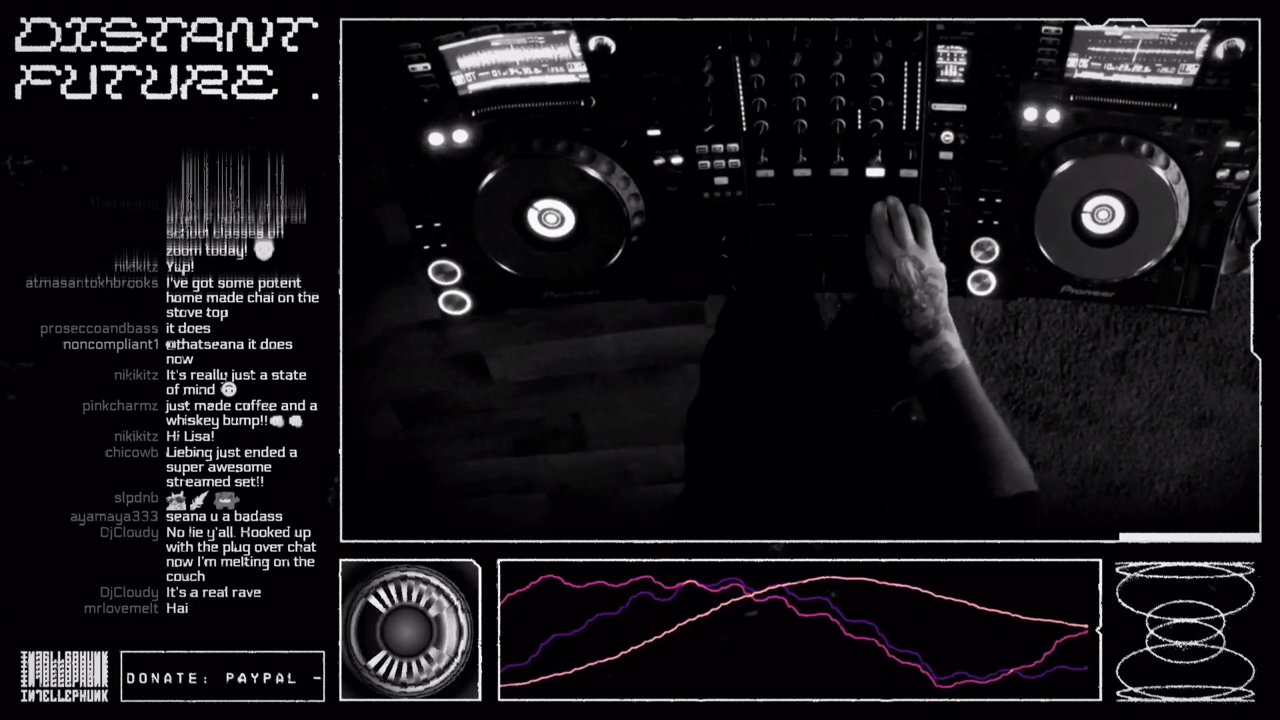 DISTANT
FUTURE .
zoom today!
nikikitz Yup!
atmasantokhbrooks I've got some potent
home made chai on the
stove top
proseccoandbass it does
noncompliant1 @thatseana it does
now
nikikitz It's really just a state
of mind 🙃
pinkcharmz just made coffee and a
whiskey bump!!
nikikitz Hi Lisa!
chicowb Liebing just ended a
super awesome
streamed set!!
slpdnb
ayamaya333 seana u a badass
DjCloudy No lie y'all. Hooked up
with the plug over chat
now I'm melting on the
couch
DjCloudy It's a real rave
mrlovemelt Hai
INTELLEPHUNK
DONATE: PAYPAL -
Pioneer